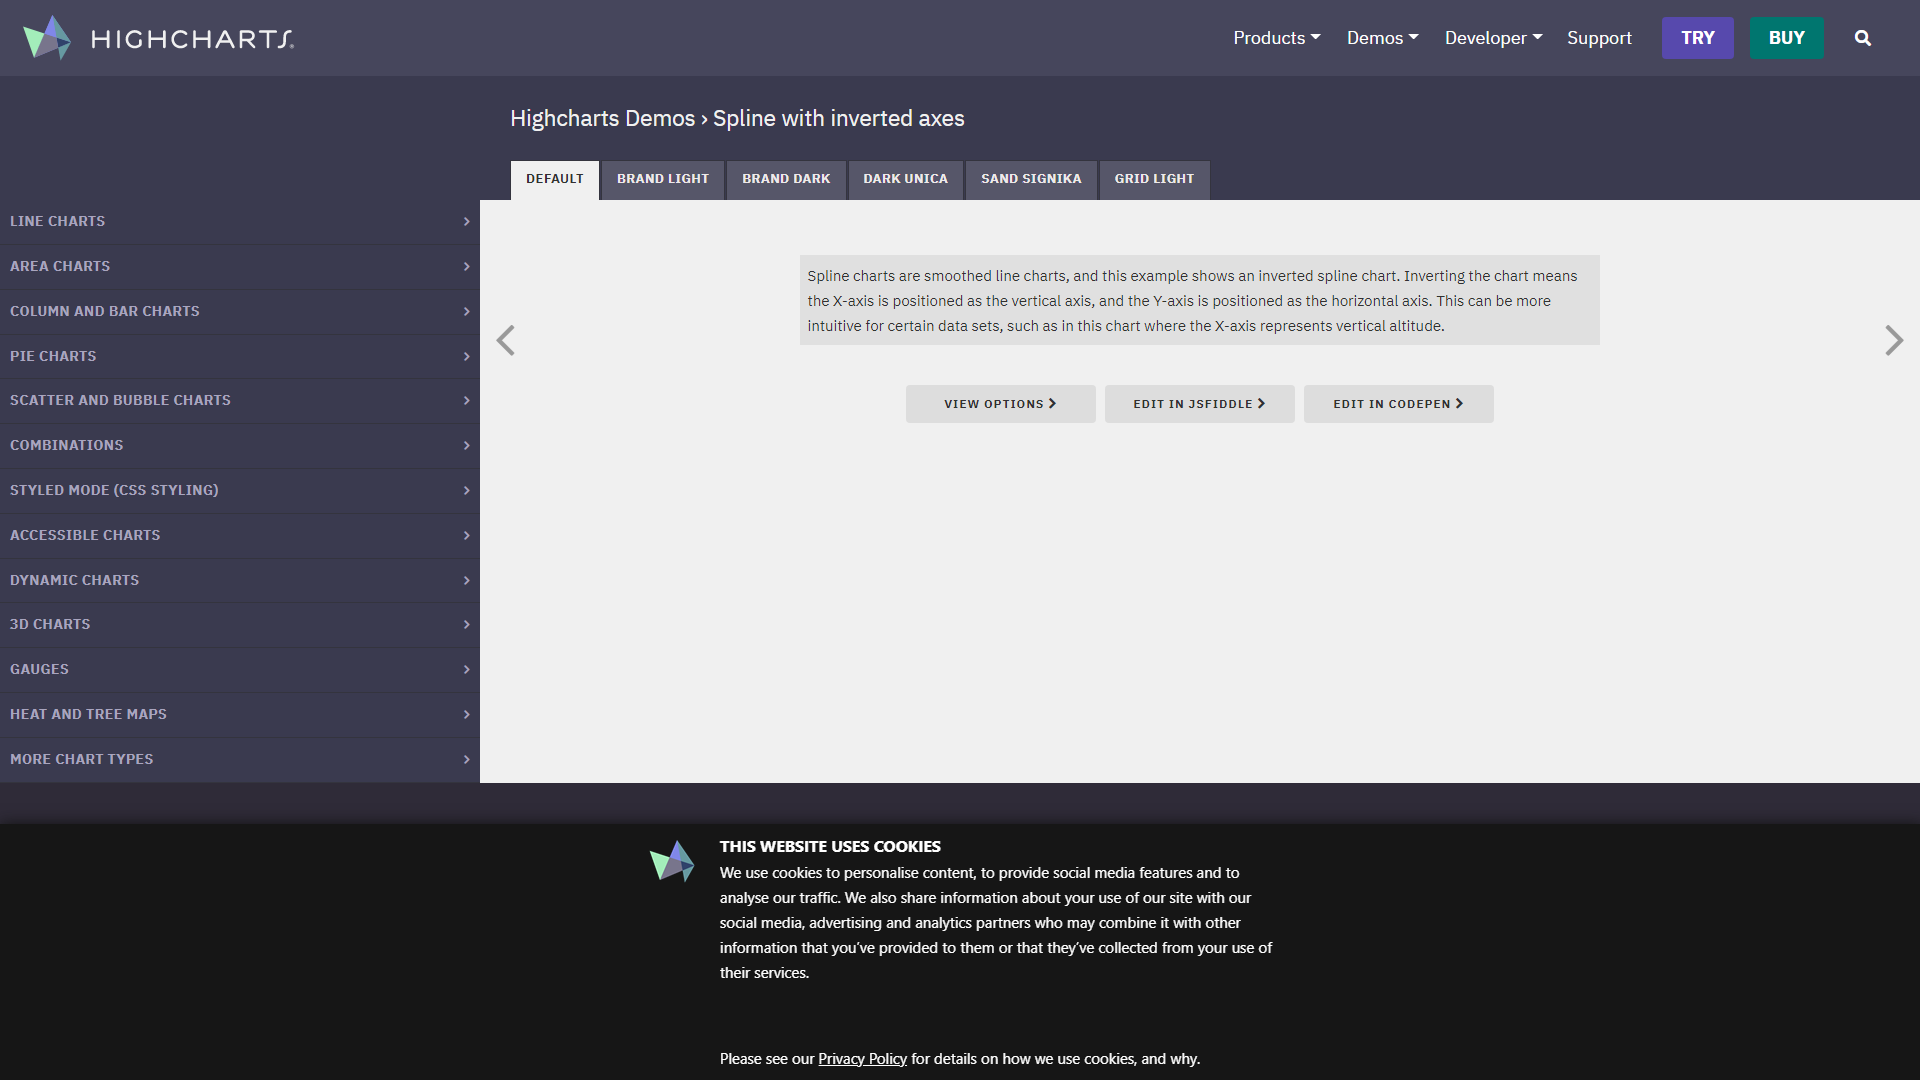 HIGHCHARTS
Products
Demos
Developer
Support
TRY
BUY
Highcharts Demos › Spline with inverted axes
DEFAULT
BRAND LIGHT
BRAND DARK
DARK UNICA
SAND SIGNIKA
GRID LIGHT
LINE CHARTS
AREA CHARTS
COLUMN AND BAR CHARTS
PIE CHARTS
SCATTER AND BUBBLE CHARTS
COMBINATIONS
STYLED MODE (CSS STYLING)
ACCESSIBLE CHARTS
DYNAMIC CHARTS
3D CHARTS
GAUGES
HEAT AND TREE MAPS
MORE CHART TYPES
Spline charts are smoothed line charts, and this example shows an inverted spline chart. Inverting the chart means
the X-axis is positioned as the vertical axis, and the Y-axis is positioned as the horizontal axis. This can be more
intuitive for certain data sets, such as in this chart where the X-axis represents vertical altitude.
VIEW OPTIONS
EDIT IN JSFIDDLE
EDIT IN CODEPEN
THIS WEBSITE USES COOKIES
We use cookies to personalise content, to provide social media features and to
analyse our traffic. We also share information about your use of our site with our
social media, advertising and analytics partners who may combine it with other
information that you’ve provided to them or that they’ve collected from your use of
their services.
Please see our Privacy Policy for details on how we use cookies, and why.